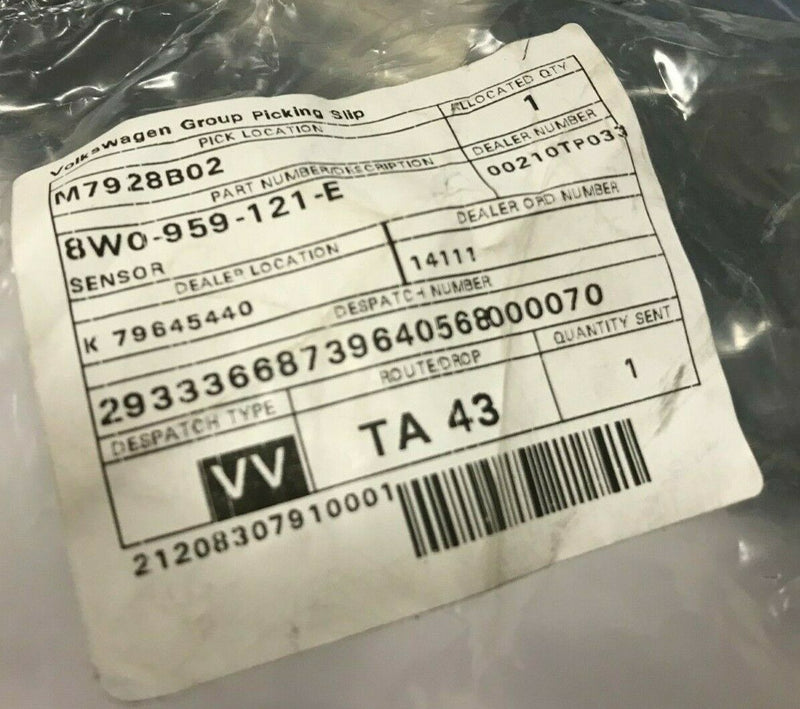 Volkswagen Group Picking Slip
PICK LOCATION
ALLOCATED QTY
M7928B02
1
PART NUMBER/DESCRIPTION
DEALER NUMBER
8W0-959-121-E
00210TP033
SENSOR
DEALER LOCATION
DEALER ORD NUMBER
K 79645440
14111
DESPATCH NUMBER
29333668739640568000070
DESPATCH TYPE
ROUTE/DROP
QUANTITY SENT
VV
TA 43
1
21208307910001